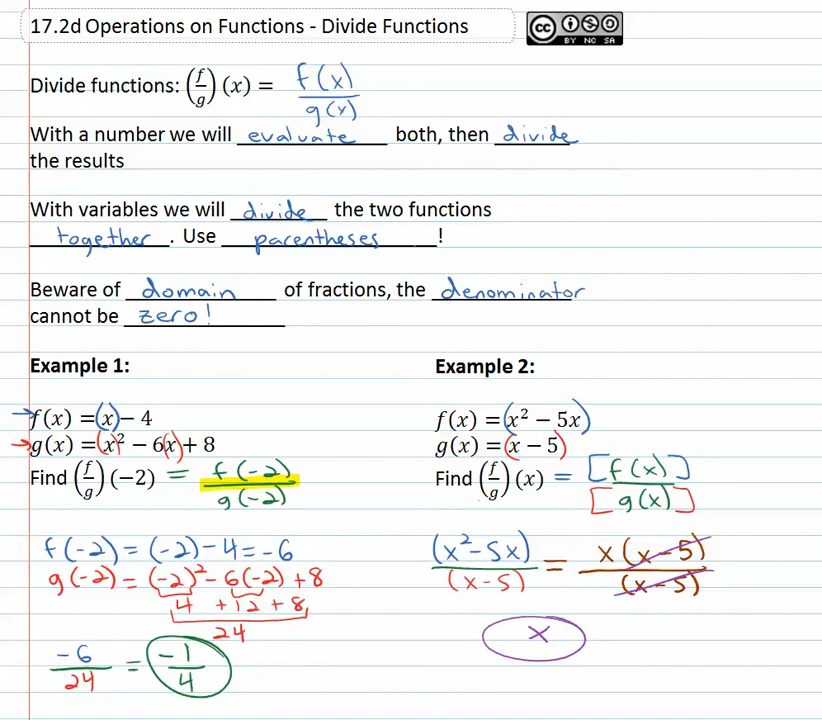 17.2d Operations on Functions - Divide Functions
cc BY NC SA
Divide functions: (f/g)(x) = f(x)/g(x)
With a number we will evaluate both, then divide
the results
With variables we will divide the two functions
together. Use parentheses!
Beware of domain of fractions, the denominator
cannot be zero!
Example 1:
f(x) = (x) − 4
g(x) = (x)² − 6(x) + 8
Find (f/g)(−2) = f(-2)/g(-2)
f(-2) = (-2) - 4 = -6
g(-2) = (-2)² - 6(-2) + 8
4 + 12 + 8
24
-6/24 = -1/4
Example 2:
f(x) = (x² − 5x)
g(x) = (x − 5)
Find (f/g)(x) = [f(x)]/[g(x)]
(x² - 5x)/(x - 5) = x(x - 5)/(x - 5)
x